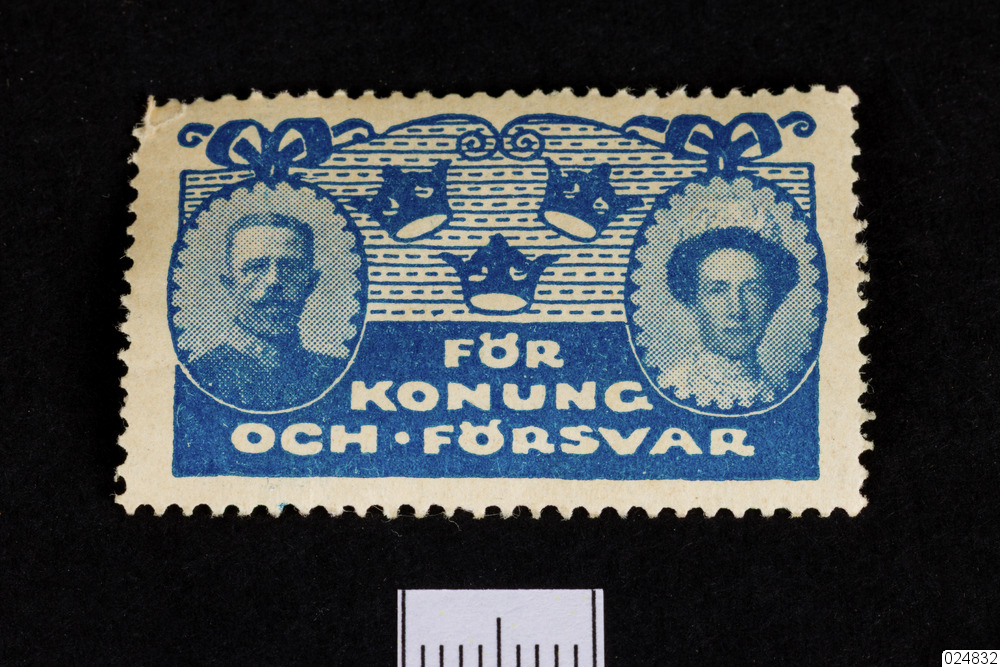 FÖR
KONUNG
OCH · FÖRSVAR
024832